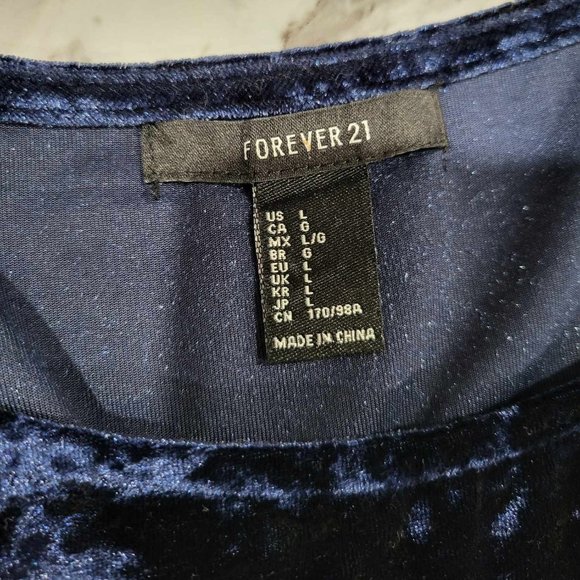 FOREVER 21
US L
CA G
MX L/G
BR G
EU L
UK L
KR L
JP L
CN 170/98A
MADE IN CHINA